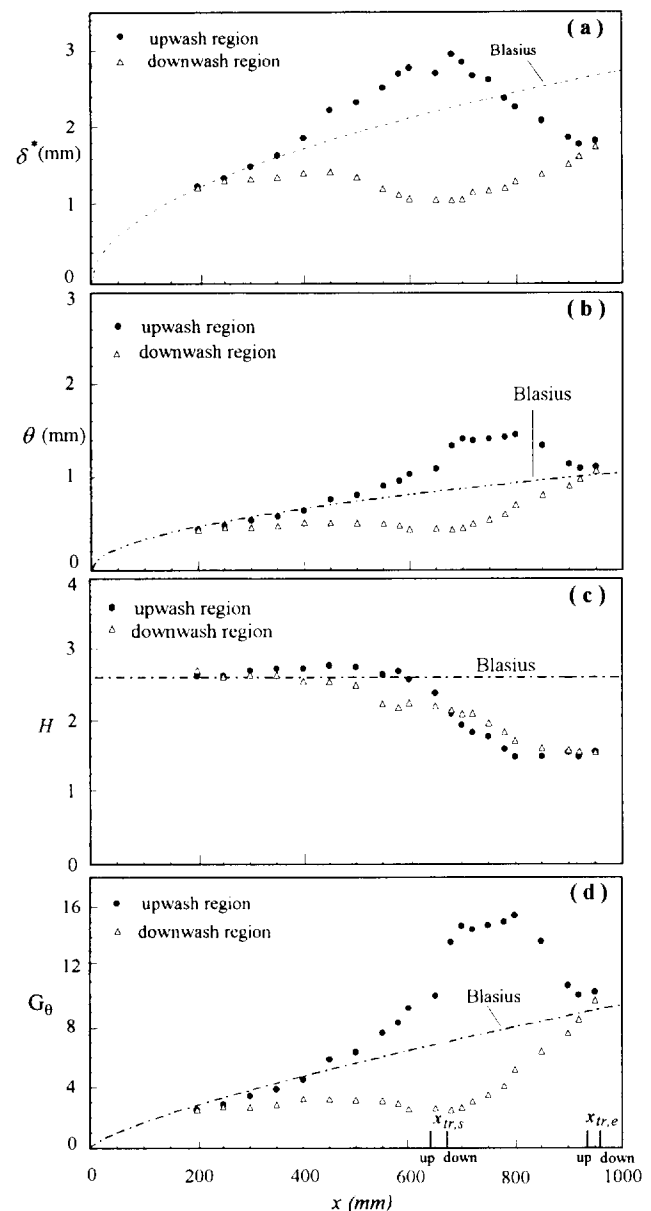 3
2
1
0
δ* (mm)
( a )
upwash region
downwash region
Blasius
3
2
1
0
θ (mm)
( b )
upwash region
downwash region
Blasius
4
3
2
1
0
H
( c )
upwash region
downwash region
Blasius
16
12
8
4
0
Gθ
( d )
upwash region
downwash region
Blasius
xtr,s
xtr,e
up down
up down
0 200 400 600 800 1000
x (mm)